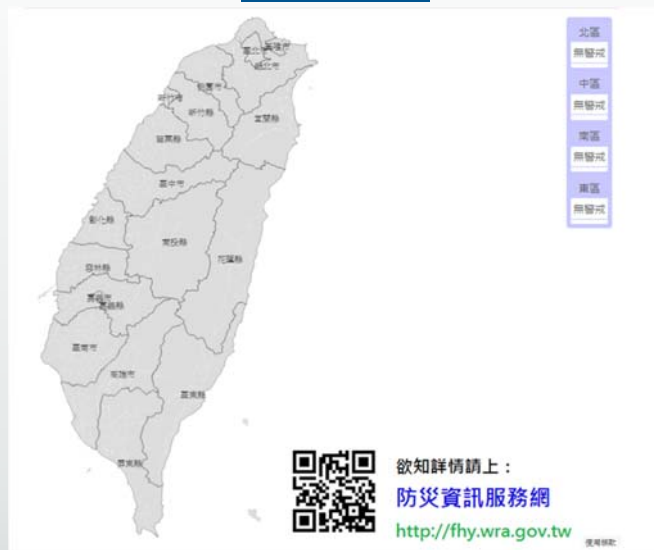 北區
無警戒
中區
無警戒
南區
無警戒
東區
無警戒
基隆市
臺北市
新北市
桃園市
新竹市
新竹縣
宜蘭縣
苗栗縣
臺中市
彰化縣
南投縣
花蓮縣
雲林縣
嘉義市
嘉義縣
臺南市
高雄市
臺東縣
屏東縣
欲知詳情請上：
防災資訊服務網
http://fhy.wra.gov.tw
使用條款